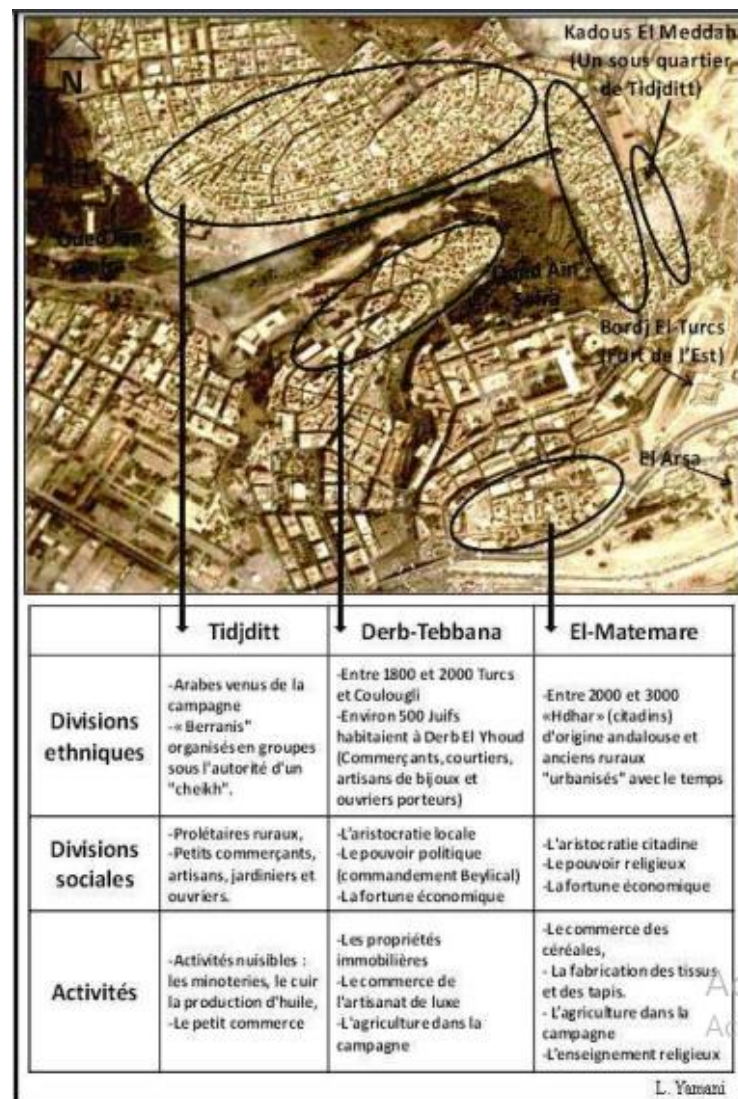 Kadous El Meddah
(Un sous quartier
de Tidjditt)
N
Oued Ain
Sefra
Bordj El-Turcs
(Fort de l'Est)
El Arsa
Tidjditt
Derb-Tebbana
El-Matemare
Divisions
ethniques
-Arabes venus de la
campagne
-« Berranis"
organisés en groupes
sous l'autorité d'un
"cheikh".
-Entre 1800 et 2000 Turcs
et Coulougli
-Environ 500 Juifs
habitaient à Derb El Yhoud
(Commerçants, courtiers,
artisans de bijoux et
ouvriers porteurs)
-Entre 2000 et 3000
«Hdhar» (citadins)
d'origine andalouse et
anciens ruraux
"urbanisés" avec le temps
Divisions
sociales
-Prolétaires ruraux,
-Petits commerçants,
artisans, jardiniers et
ouvriers.
-L'aristocratie locale
-Le pouvoir politique
(commandement Beylical)
-La fortune économique
-L'aristocratie citadine
-Le pouvoir religieux
-La fortune économique
Activités
-Activités nuisibles :
les minoteries, le cuir
la production d'huile,
-Le petit commerce
-Les propriétés
immobilières
-Le commerce de
l'artisanat de luxe
-L'agriculture dans la
campagne
-Le commerce des
céréales,
- La fabrication des tissus
et des tapis.
- L'agriculture dans la
campagne
-L'enseignement religieux
L. Yamani